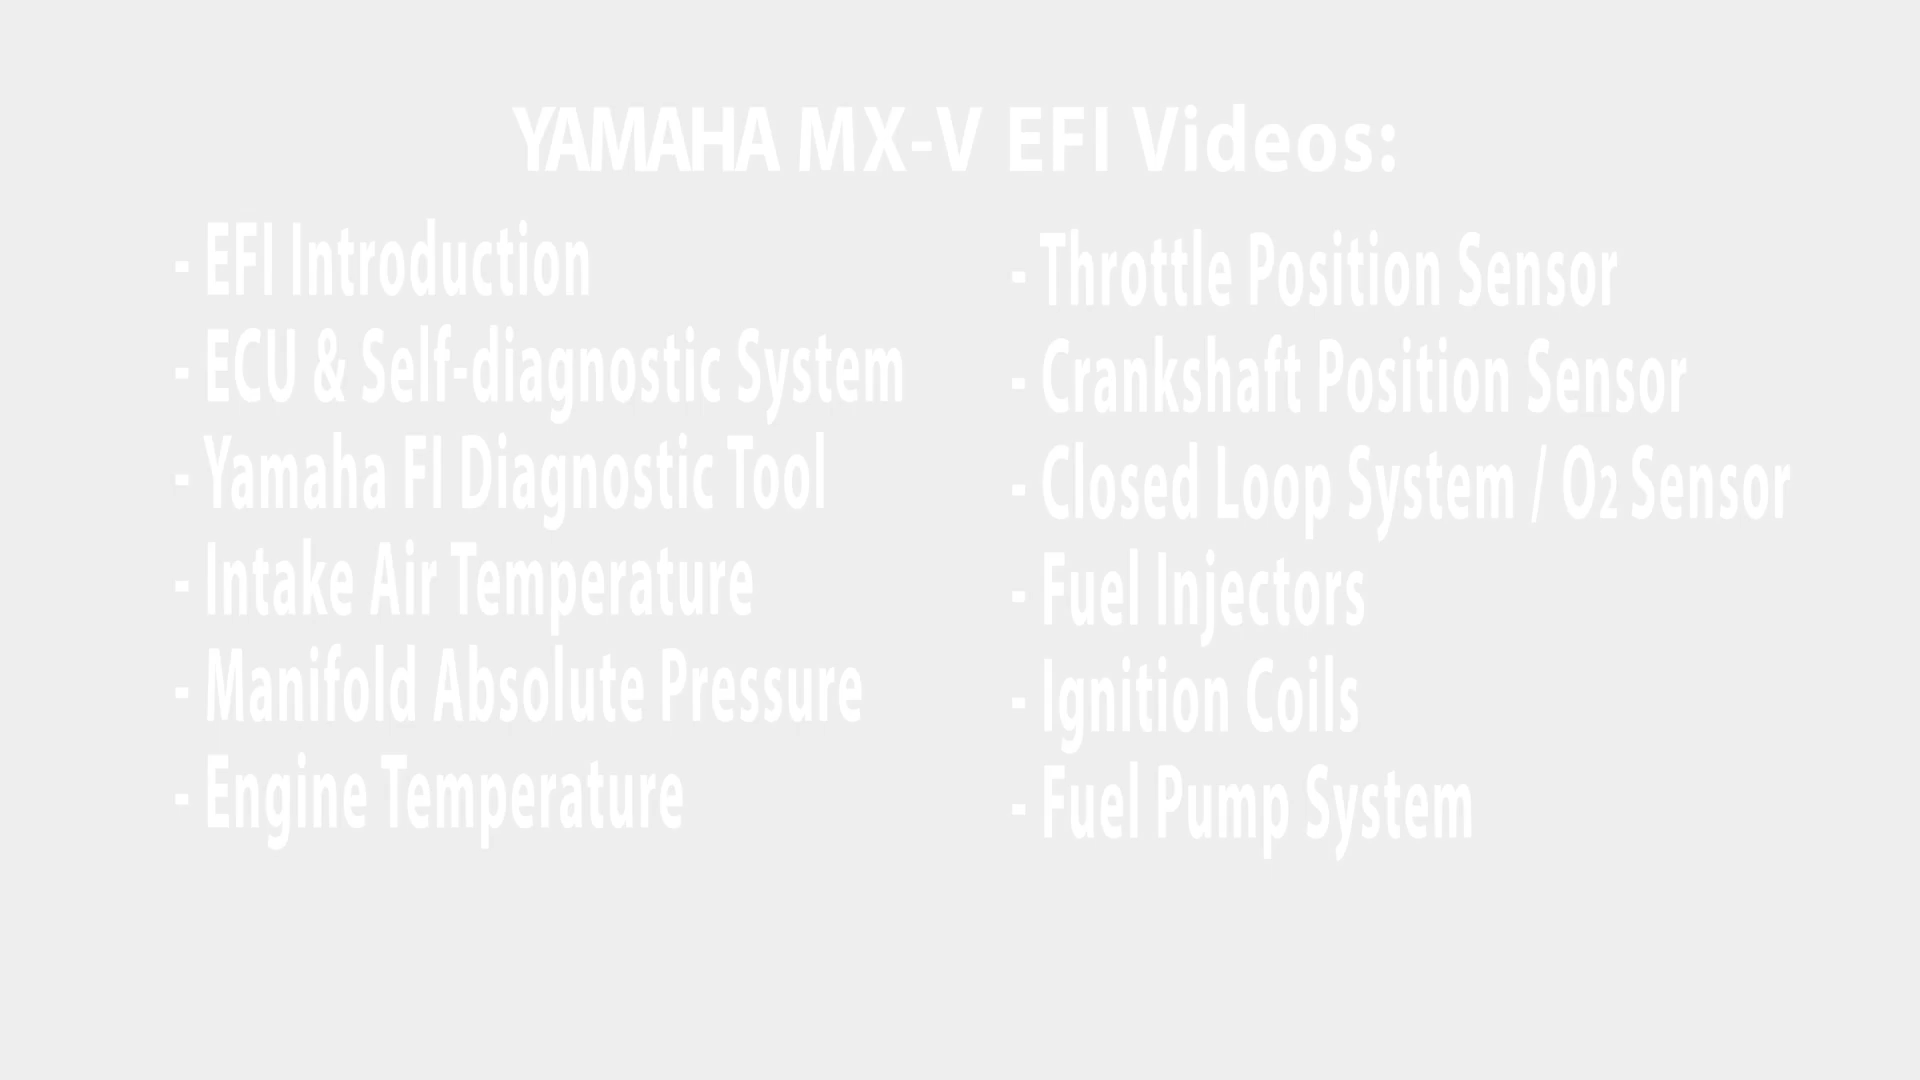 YAMAHA MX-V EFI Videos:
- EFI Introduction
- ECU & Self-diagnostic System
- Yamaha FI Diagnostic Tool
- Intake Air Temperature
- Manifold Absolute Pressure
- Engine Temperature
- Throttle Position Sensor
- Crankshaft Position Sensor
- Closed Loop System / O2 Sensor
- Fuel Injectors
- Ignition Coils
- Fuel Pump System